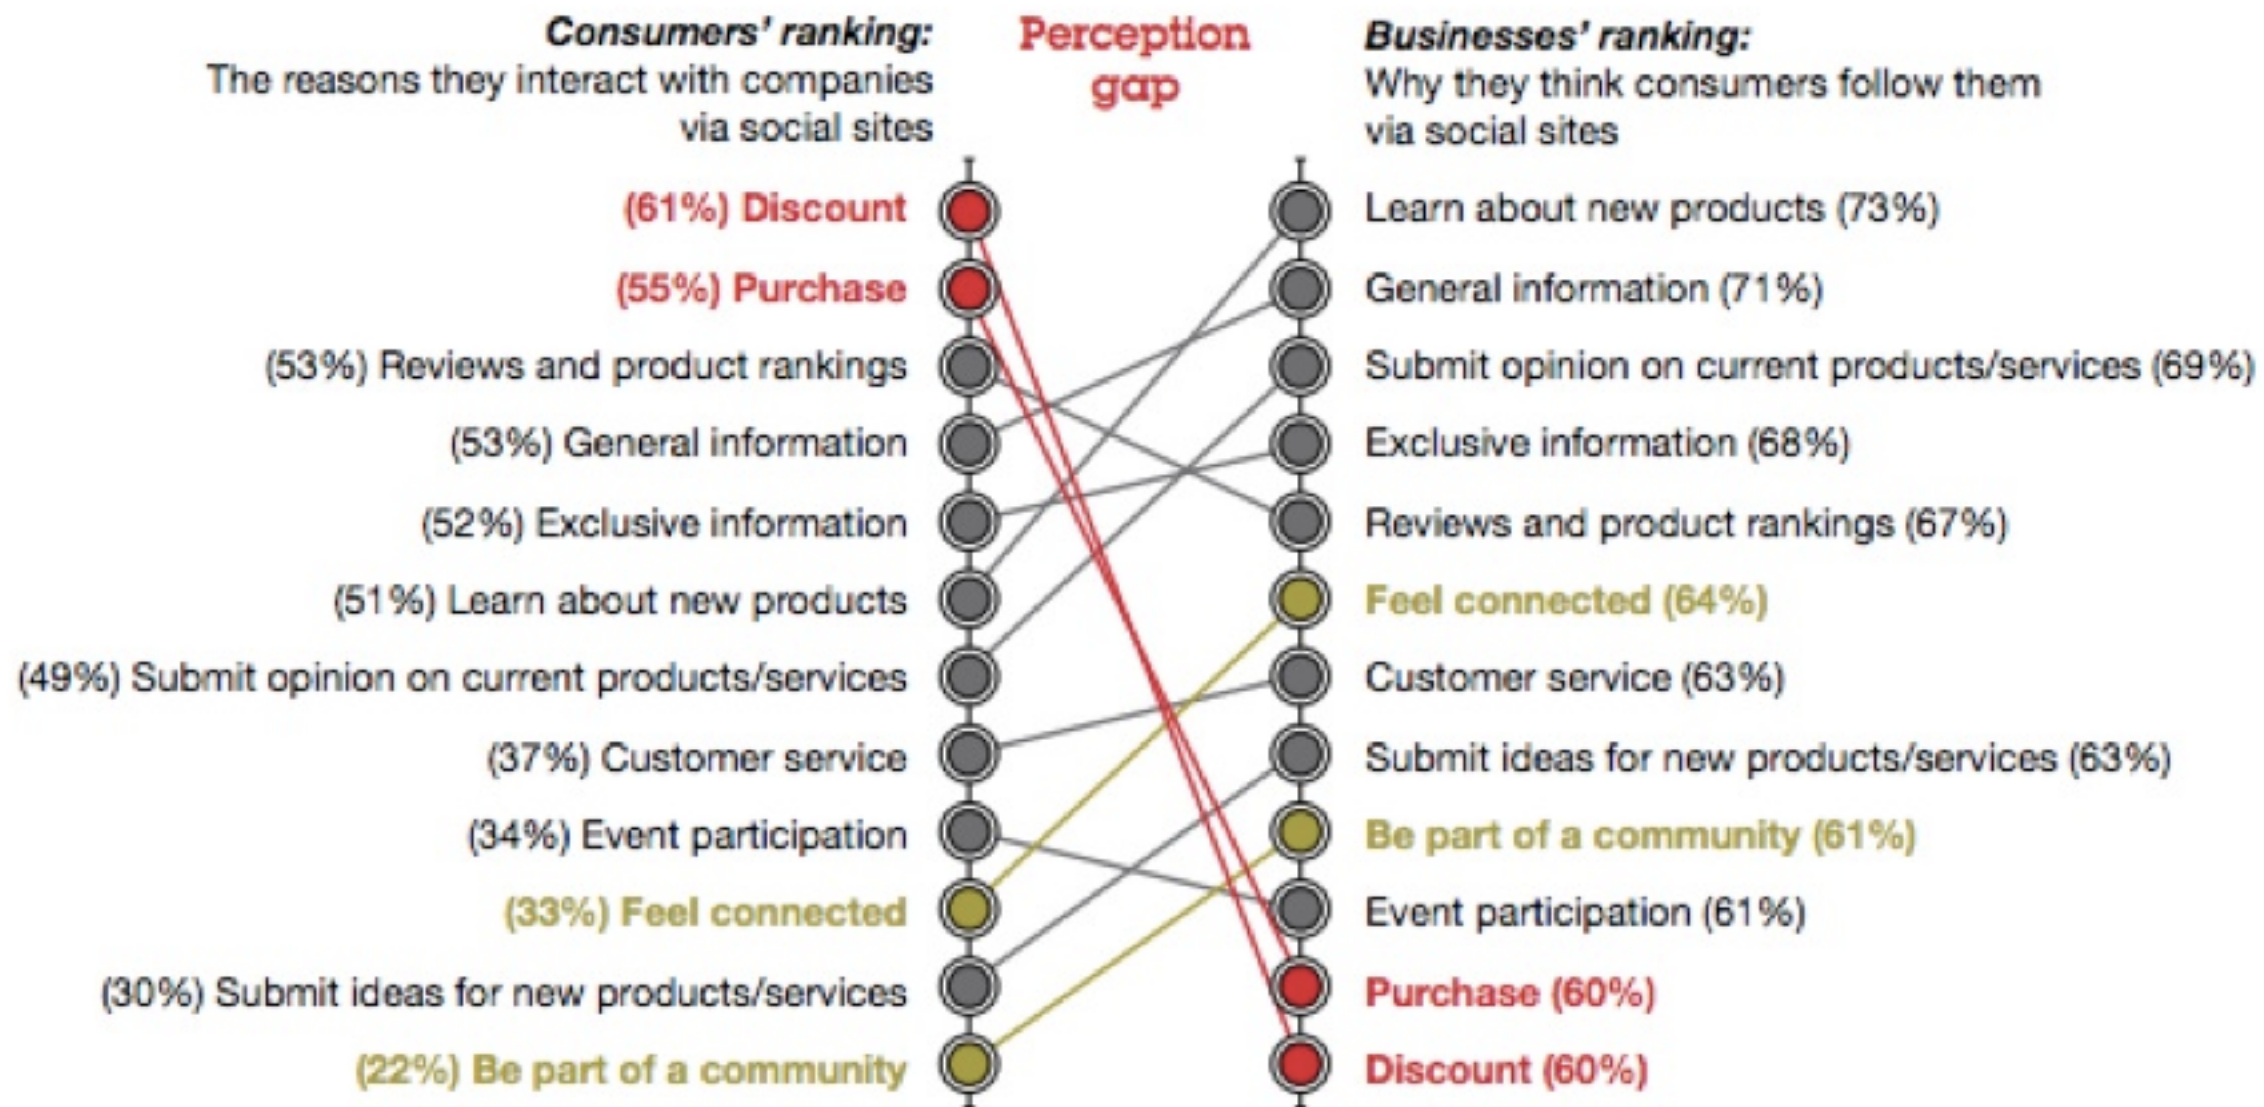 Consumers' ranking:
The reasons they interact with companies
via social sites
Perception
gap
Businesses' ranking:
Why they think consumers follow them
via social sites
(61%) Discount
(55%) Purchase
(53%) Reviews and product rankings
(53%) General information
(52%) Exclusive information
(51%) Learn about new products
(49%) Submit opinion on current products/services
(37%) Customer service
(34%) Event participation
(33%) Feel connected
(30%) Submit ideas for new products/services
(22%) Be part of a community
Learn about new products (73%)
General information (71%)
Submit opinion on current products/services (69%)
Exclusive information (68%)
Reviews and product rankings (67%)
Feel connected (64%)
Customer service (63%)
Submit ideas for new products/services (63%)
Be part of a community (61%)
Event participation (61%)
Purchase (60%)
Discount (60%)